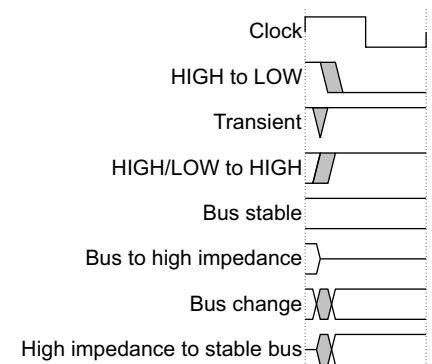 Clock
HIGH to LOW
Transient
HIGH/LOW to HIGH
Bus stable
Bus to high impedance
Bus change
High impedance to stable bus